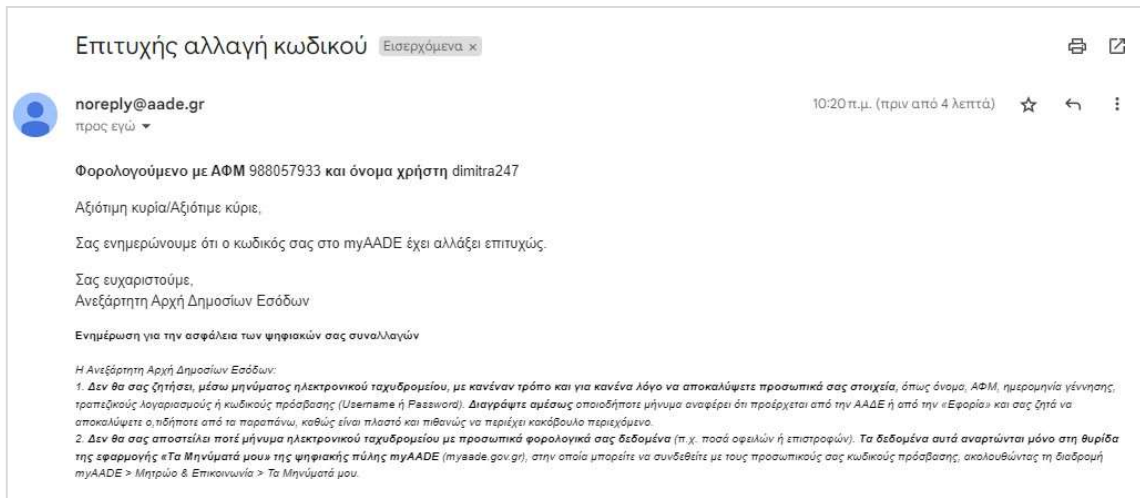 Επιτυχής αλλαγή κωδικού Εισερχόμενα ×
noreply@aade.gr 10:20 π.μ. (πριν από 4 λεπτά)
προς εγώ
Φορολογούμενο με ΑΦΜ 988057933 και όνομα χρήστη dimitra247
Αξιότιμη κυρία/Αξιότιμε κύριε,
Σας ενημερώνουμε ότι ο κωδικός σας στο myAADE έχει αλλάξει επιτυχώς.
Σας ευχαριστούμε,
Ανεξάρτητη Αρχή Δημοσίων Εσόδων
Ενημέρωση για την ασφάλεια των ψηφιακών σας συναλλαγών
Η Ανεξάρτητη Αρχή Δημοσίων Εσόδων:
1. Δεν θα σας ζητήσει, μέσω μηνύματος ηλεκτρονικού ταχυδρομείου, με κανέναν τρόπο και για κανένα λόγο να αποκαλύψετε προσωπικά σας στοιχεία, όπως όνομα, ΑΦΜ, ημερομηνία γέννησης,
τραπεζικούς λογαριασμούς ή κωδικούς πρόσβασης (Username ή Password). Διαγράψτε αμέσως οποιοδήποτε μήνυμα αναφέρει ότι προέρχεται από την ΑΑΔΕ ή από την «Εφορία» και σας ζητά να
αποκαλύψετε ο,τιδήποτε από τα παραπάνω, καθώς είναι πλαστό και πιθανώς να περιέχει κακόβουλο περιεχόμενο.
2. Δεν θα σας αποστείλει ποτέ μήνυμα ηλεκτρονικού ταχυδρομείου με προσωπικά φορολογικά σας δεδομένα (π.χ. ποσά οφειλών ή επιστροφών). Τα δεδομένα αυτά αναρτώνται μόνο στη θυρίδα
της εφαρμογής «Τα Μηνύματά μου» της ψηφιακής πύλης myAADE (myaade.gov.gr), στην οποία μπορείτε να συνδεθείτε με τους προσωπικούς σας κωδικούς πρόσβασης, ακολουθώντας τη διαδρομή
myAADE > Μητρώο & Επικοινωνία > Τα Μηνύματά μου.